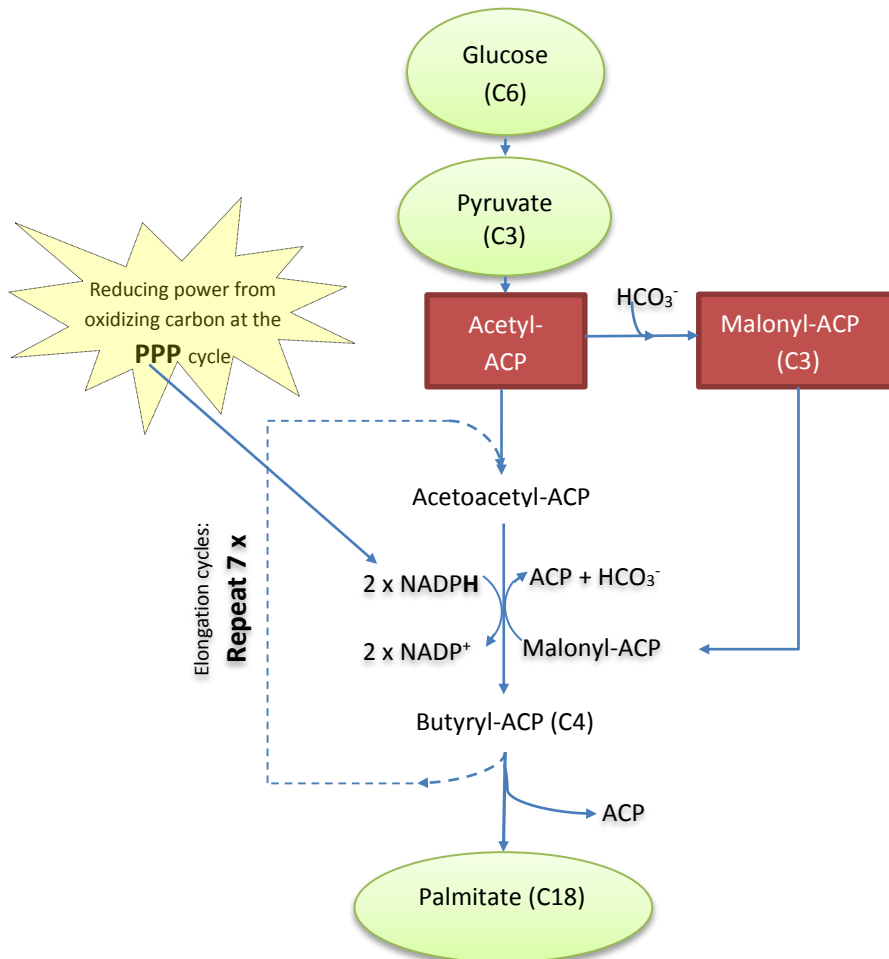 Glucose
(C6)
Pyruvate
(C3)
Reducing power from
oxidizing carbon at the
PPP cycle
HCO₃⁻
Acetyl-
ACP
Malonyl-ACP
(C3)
Acetoacetyl-ACP
Elongation cycles:
Repeat 7 x
2 x NADPH
ACP + HCO₃⁻
2 x NADP⁺
Malonyl-ACP
Butyryl-ACP (C4)
ACP
Palmitate (C18)